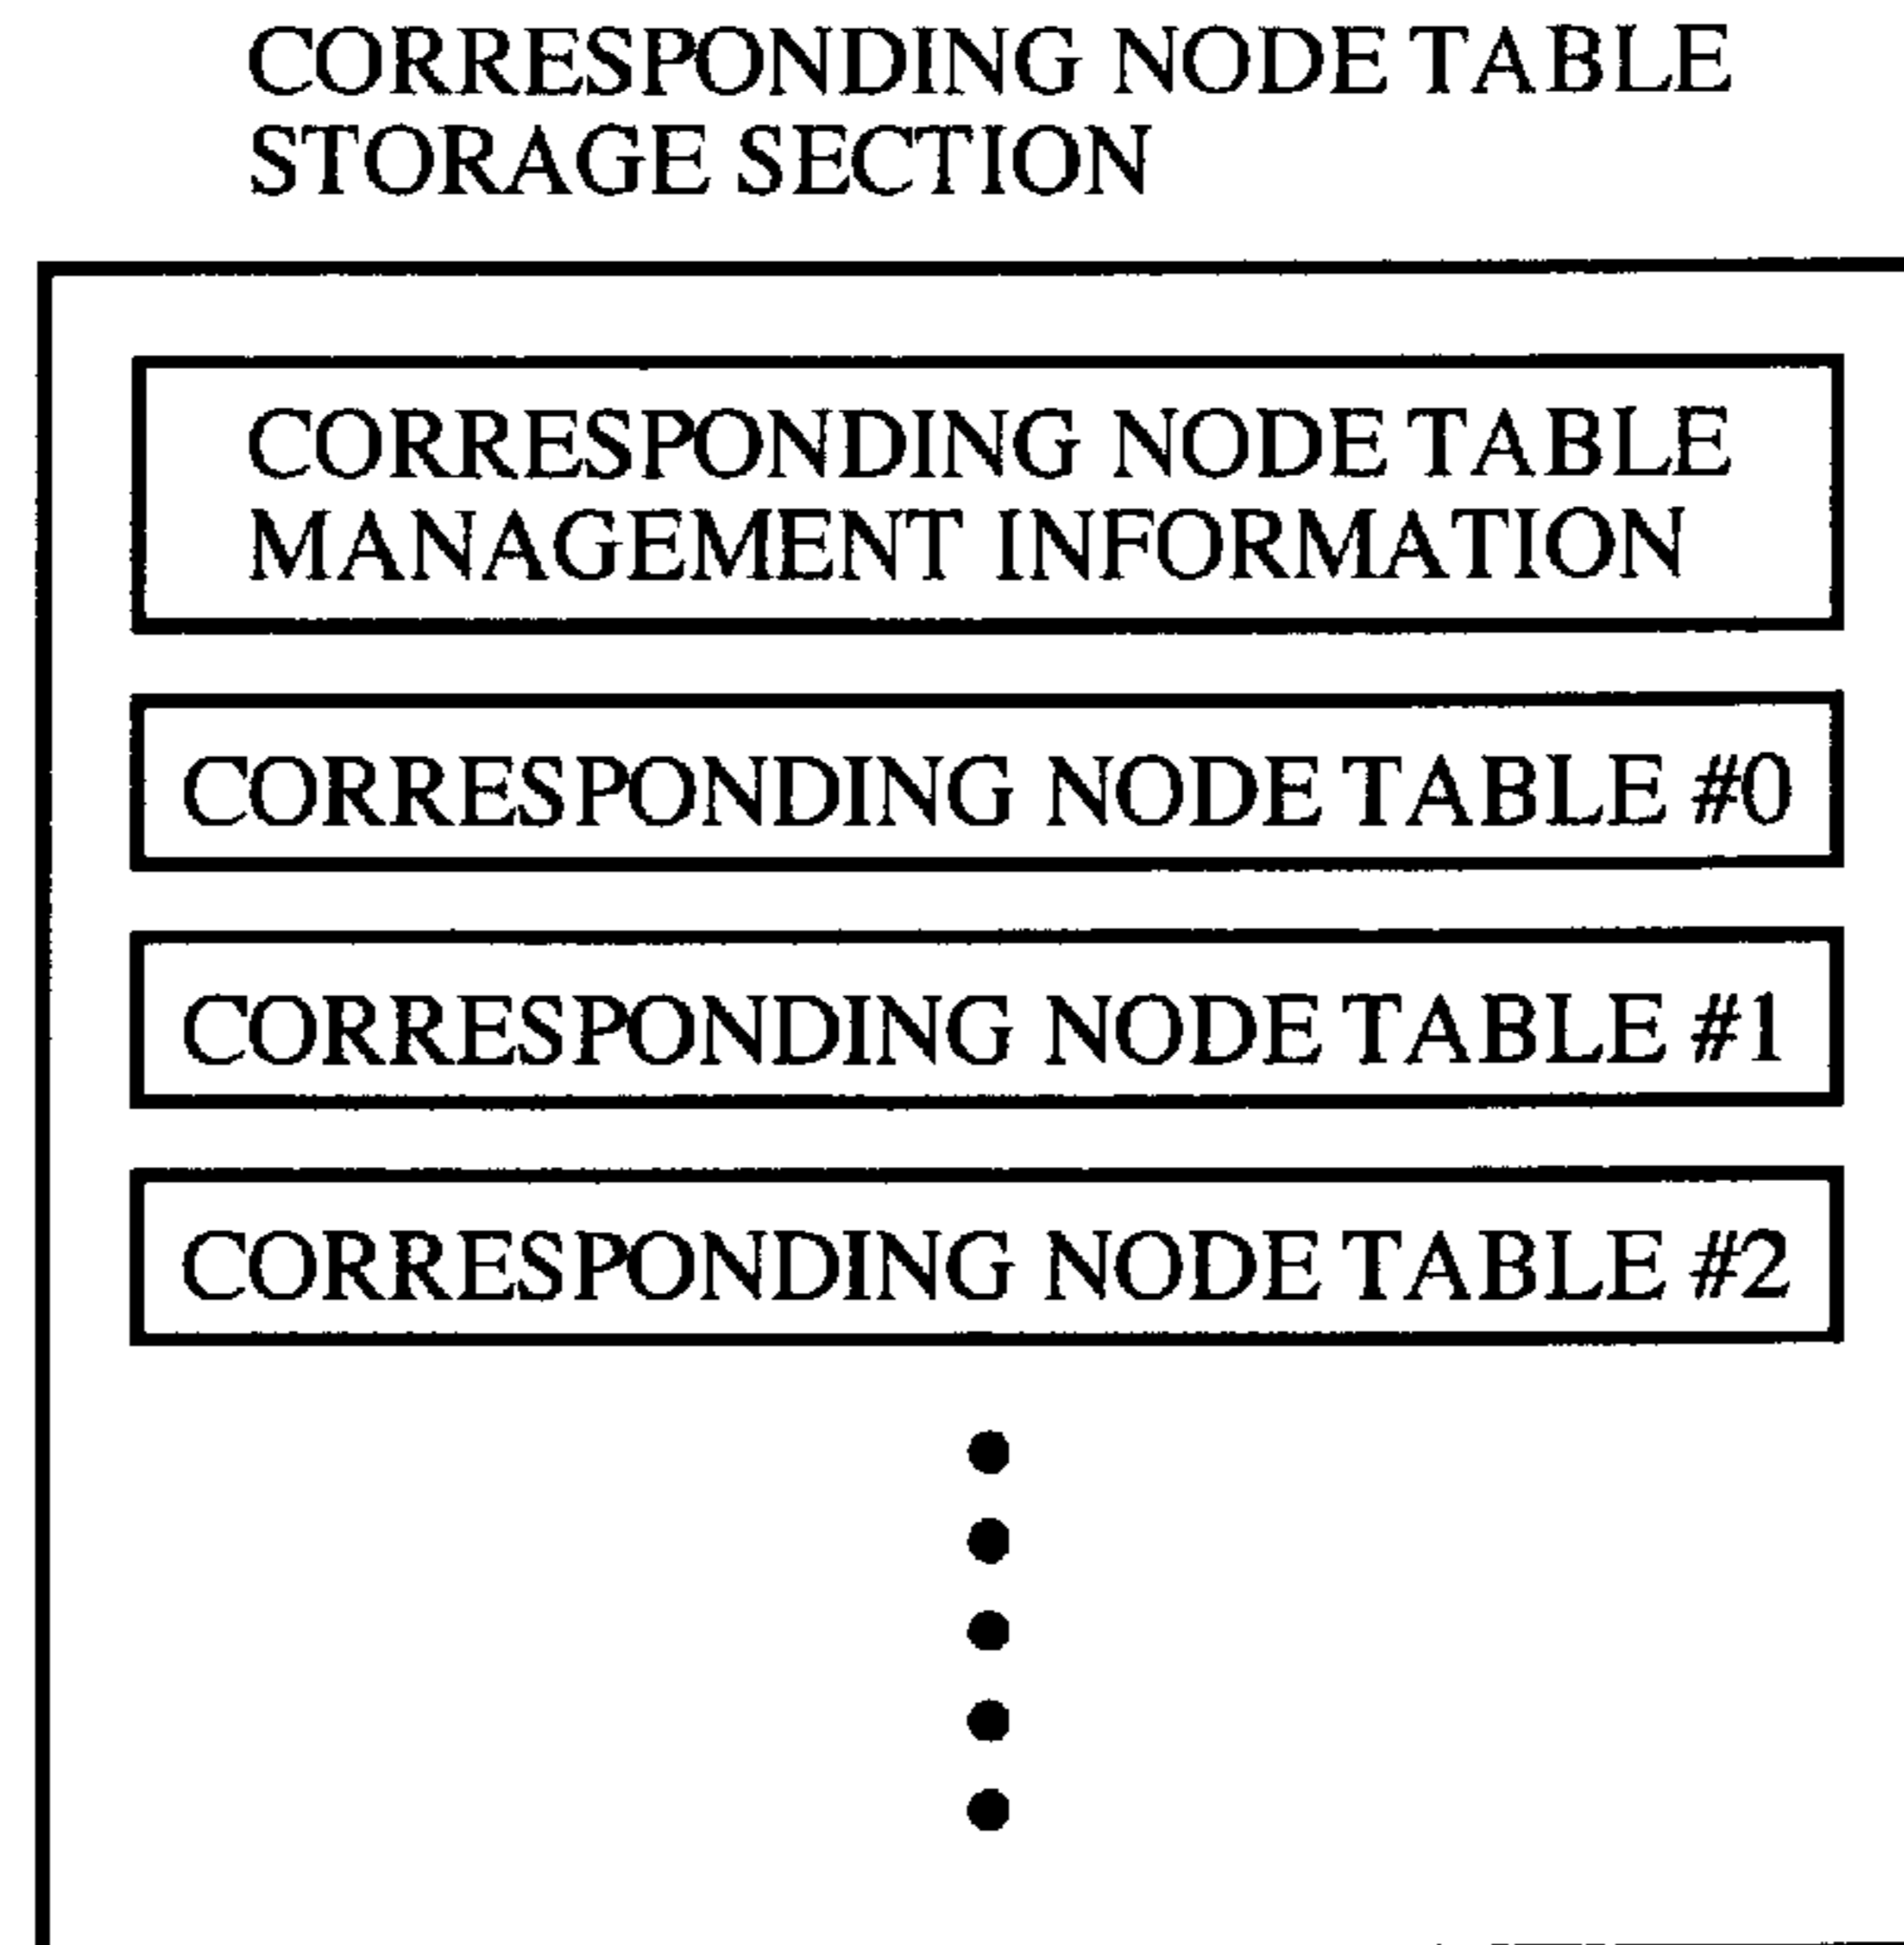 CORRESPONDING NODE TABLE
STORAGE SECTION
CORRESPONDING NODE TABLE
MANAGEMENT INFORMATION
CORRESPONDING NODE TABLE #0
CORRESPONDING NODE TABLE #1
CORRESPONDING NODE TABLE #2